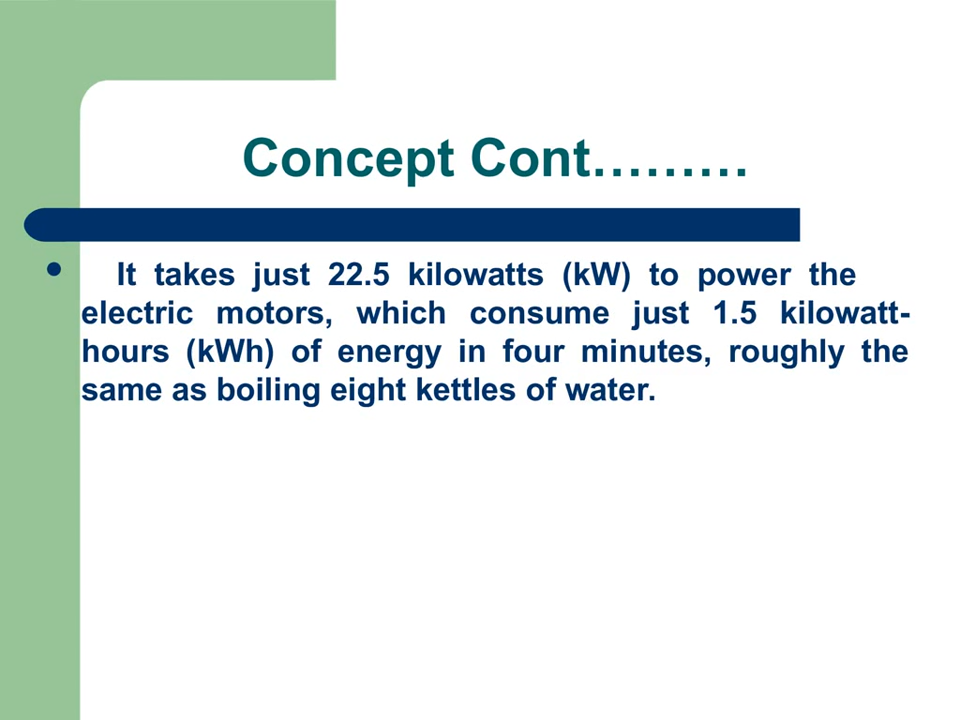 Concept Cont………
It takes just 22.5 kilowatts (kW) to power the
electric motors, which consume just 1.5 kilowatt-
hours (kWh) of energy in four minutes, roughly the
same as boiling eight kettles of water.